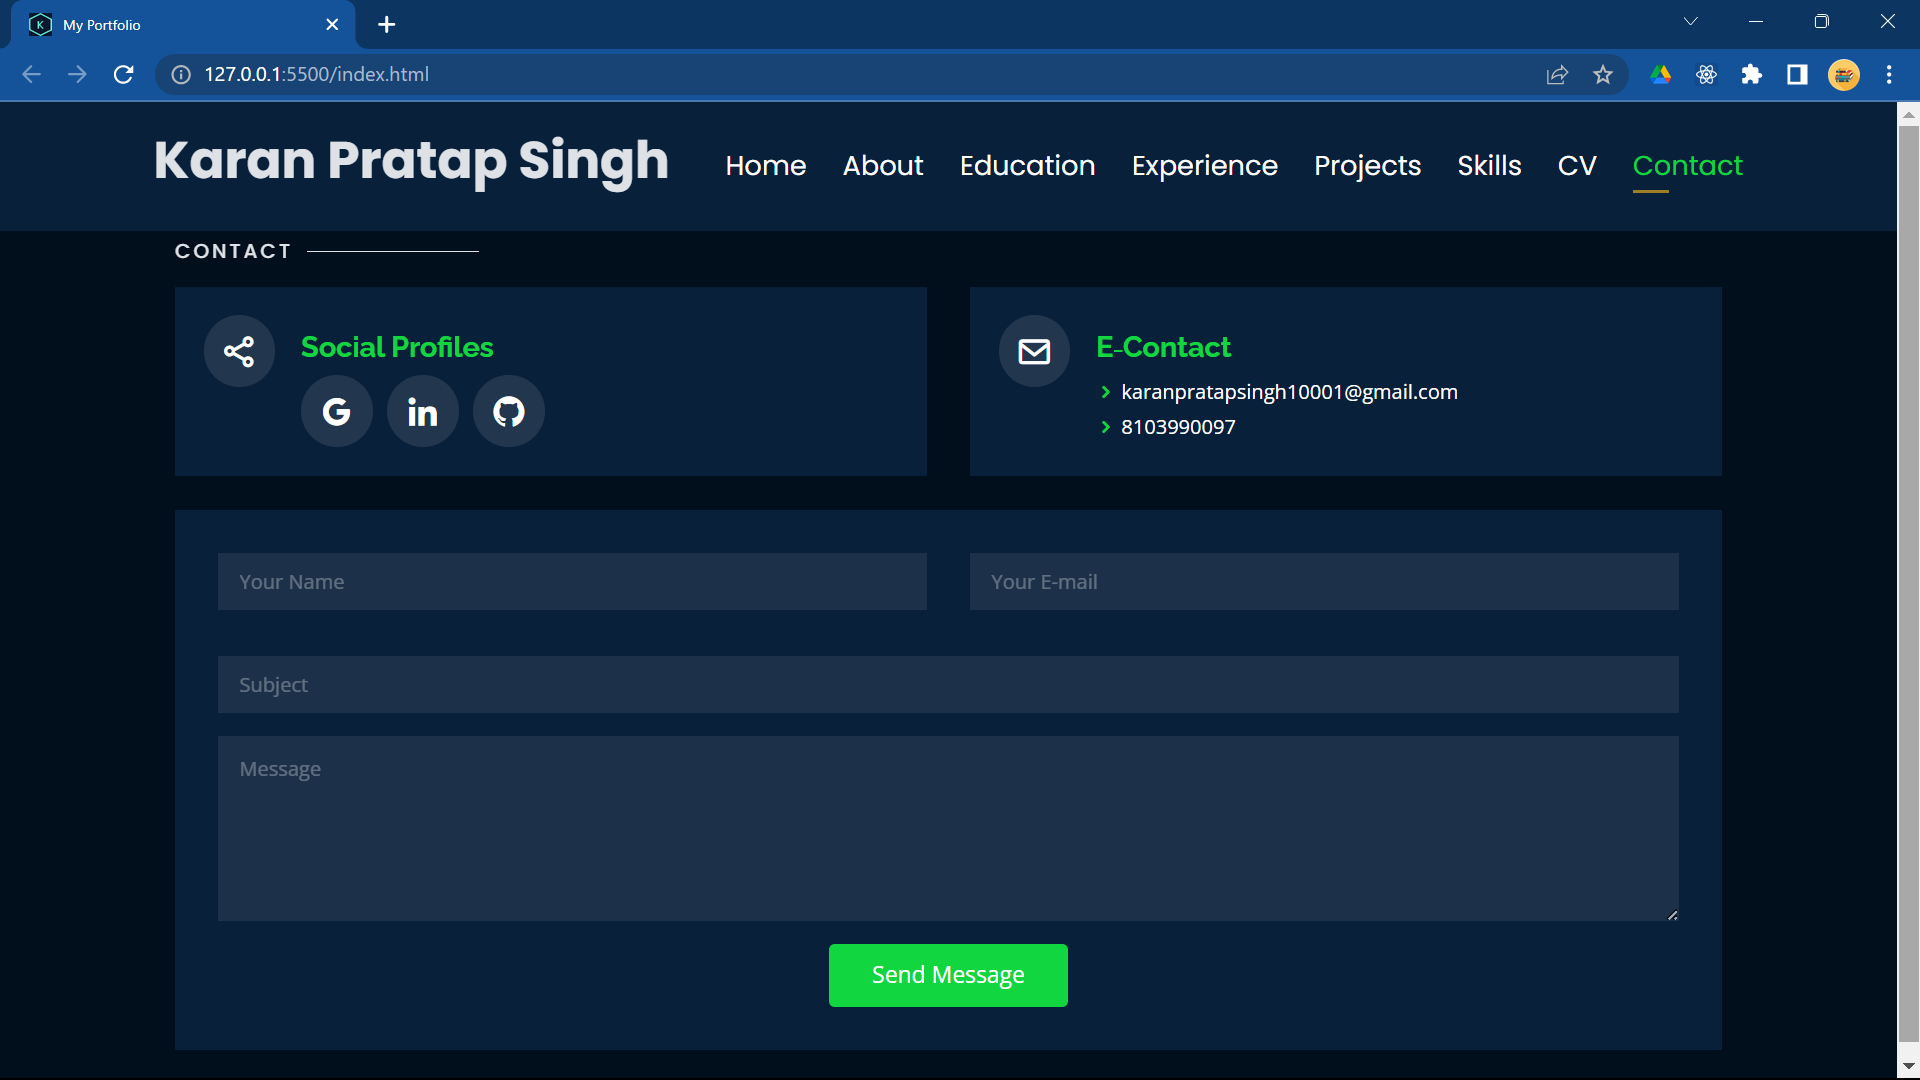 K My Portfolio
127.0.0.1:5500/index.html
Karan Pratap Singh Home About Education Experience Projects Skills CV Contact
CONTACT
Social Profiles
E-Contact
karanpratapsingh10001@gmail.com
8103990097
Your Name Your E-mail
Subject
Message
Send Message